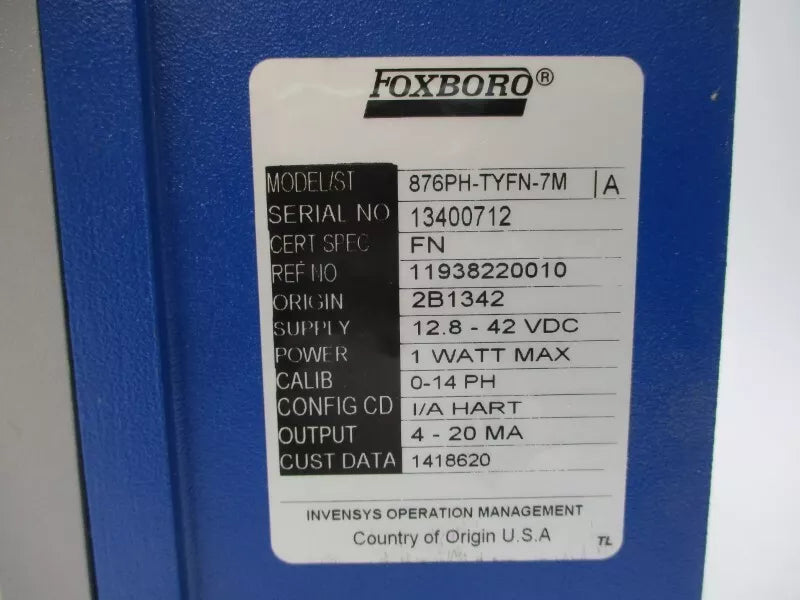 FOXBORO®
MODEL/ST 876PH-TYFN-7M | A
SERIAL NO 13400712
CERT SPEC FN
REF NO 11938220010
ORIGIN 2B1342
SUPPLY 12.8 - 42 VDC
POWER 1 WATT MAX
CALIB 0-14 PH
CONFIG CD I/A HART
OUTPUT 4 - 20 MA
CUST DATA 1418620
INVENSYS OPERATION MANAGEMENT
Country of Origin U.S.A
TL